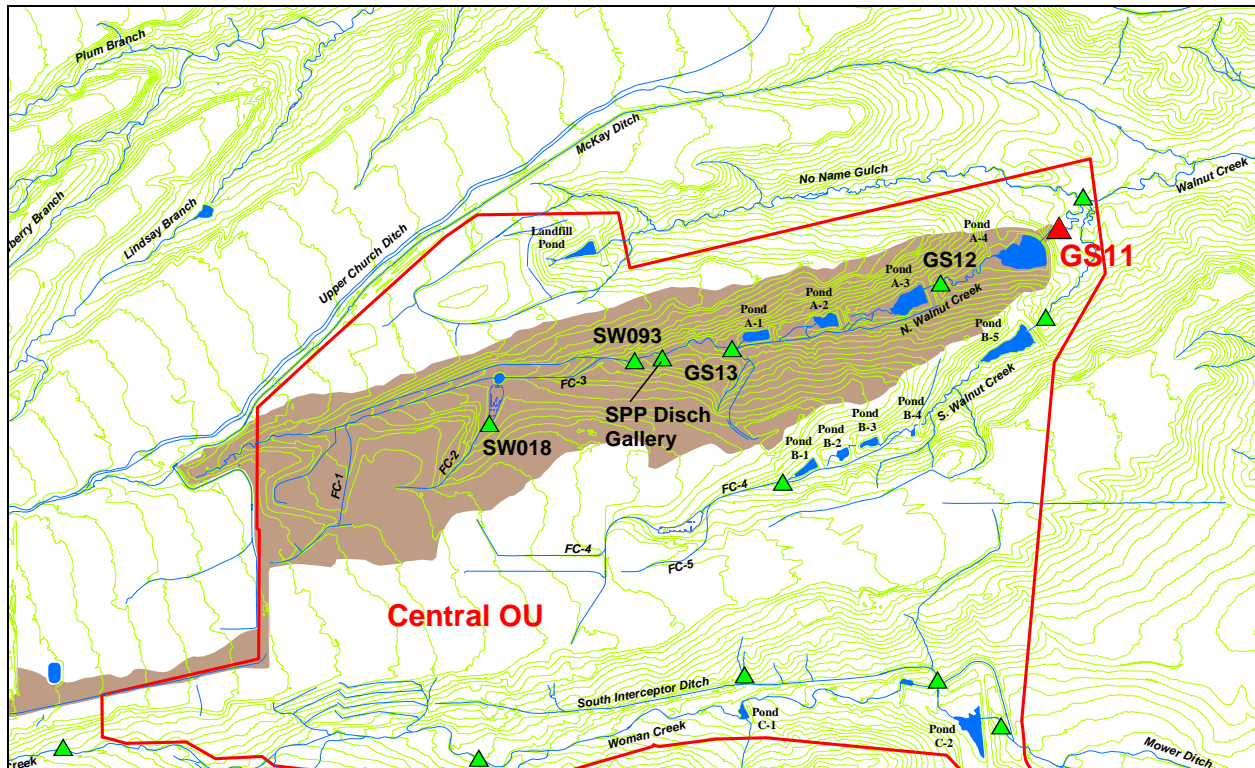 Plum Branch
McKay Ditch
No Name Gulch
Walnut Creek
Lindsay Branch
Upper Church Ditch
Landfill
Pond
Pond
A-4
GS11
GS12
Pond
A-3
Pond
A-2
Pond
A-1
N. Walnut Creek
Pond
B-5
SW093
GS13
FC-3
SPP Disch
Gallery
S. Walnut Creek
SW018
FC-2
FC-1
Pond
B-4
Pond
B-3
Pond
B-2
Pond
B-1
FC-4
FC-4
FC-5
Central OU
South Interceptor Ditch
Pond
C-1
Woman Creek
Pond
C-2
Mower Ditch
Creek